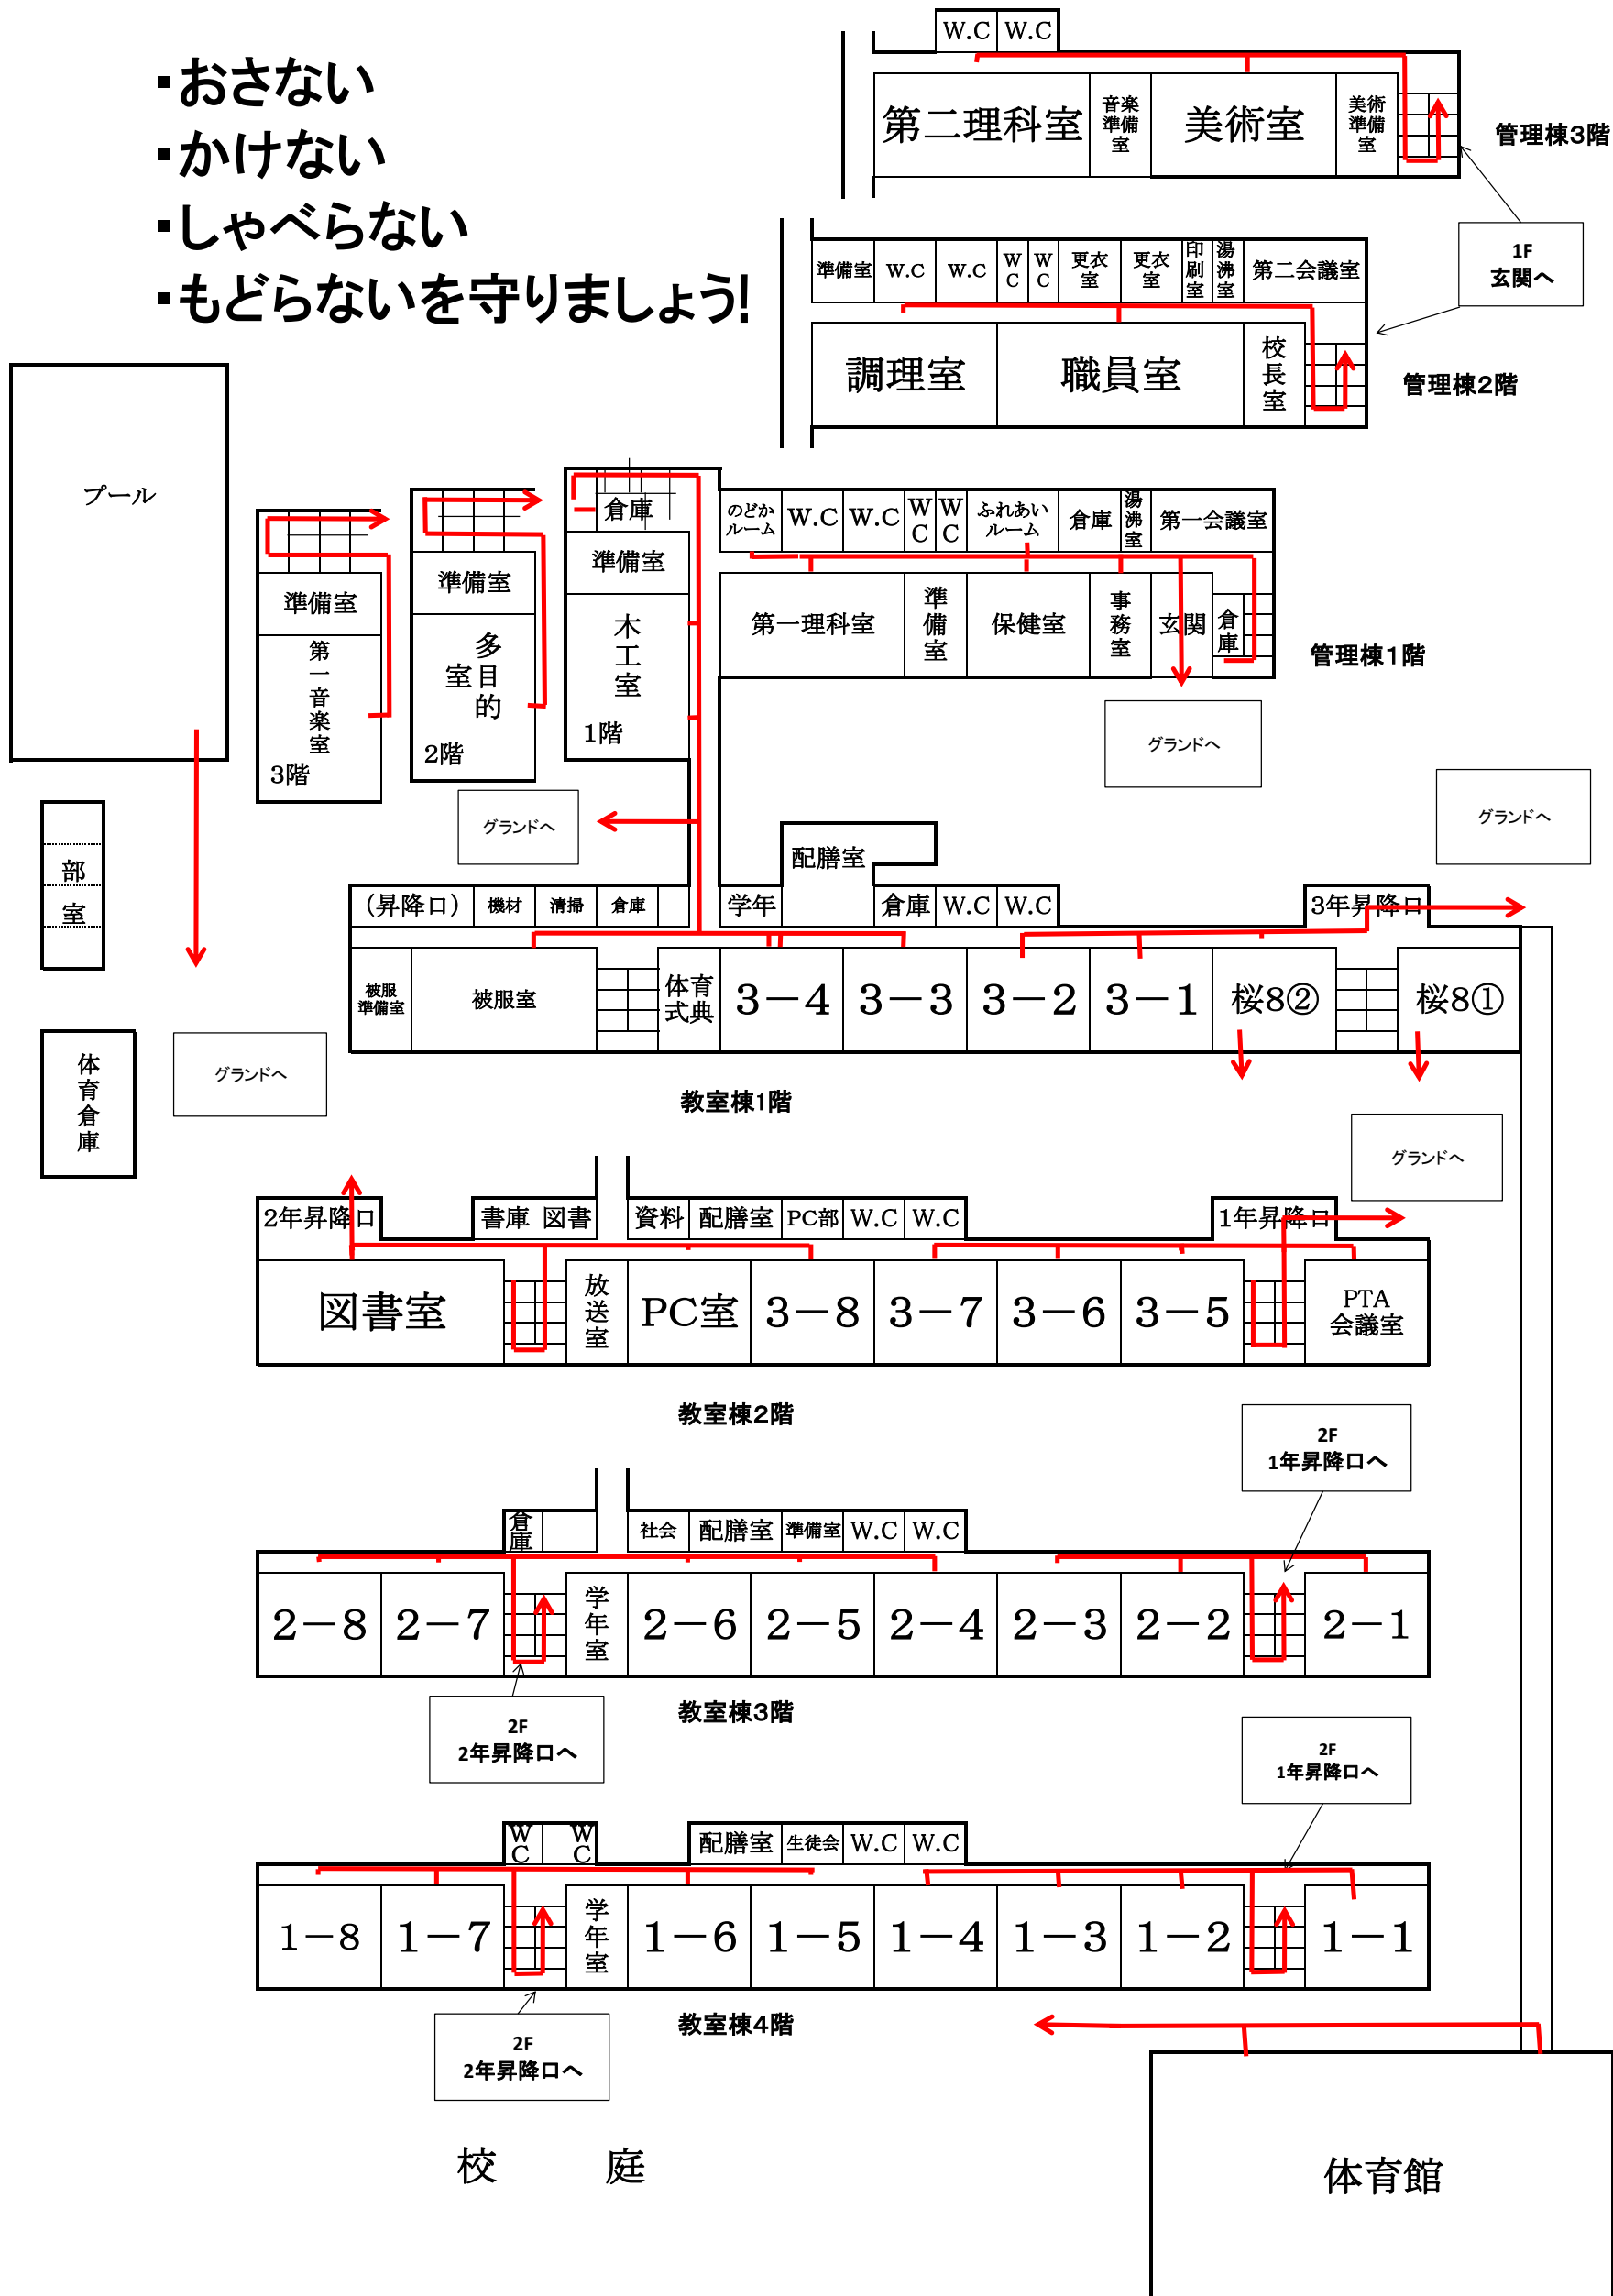 ・おさない
・かけない
・しゃべらない
・もどらないを守りましょう!
W.C W.C
第二理科室 音楽準備室 美術室 美術準備室
管理棟3階
1F
玄関へ
準備室 W.C W.C WC WC 更衣室 更衣室 印刷室 湯沸室 第二会議室
調理室 職員室 校長室
管理棟2階
プール
倉庫
準備室 準備室 準備室
第一音楽室 多目的室 木工室
3階 2階 1階
のどかルーム W.C W.C WC WC ふれあいルーム 倉庫 湯沸室 第一会議室
第一理科室 準備室 保健室 事務室 玄関 倉庫
管理棟1階
グランドへ
グランドへ
グランドへ
部室
配膳室
(昇降口) 機材 清掃 倉庫 学年 倉庫 W.C W.C 3年昇降口
被服準備室 被服室 体育式典 3-4 3-3 3-2 3-1 桜8② 桜8①
体育倉庫
グランドへ
教室棟1階
グランドへ
2年昇降口 書庫 図書 資料 配膳室 PC部 W.C W.C 1年昇降口
図書室 放送室 PC室 3-8 3-7 3-6 3-5 PTA会議室
教室棟2階
2F
1年昇降口へ
倉庫 社会 配膳室 準備室 W.C W.C
2-8 2-7 学年室 2-6 2-5 2-4 2-3 2-2 2-1
教室棟3階
2F
2年昇降口へ
2F
1年昇降口へ
WC WC 配膳室 生徒会 W.C W.C
1-8 1-7 学年室 1-6 1-5 1-4 1-3 1-2 1-1
教室棟4階
2F
2年昇降口へ
校 庭
体育館